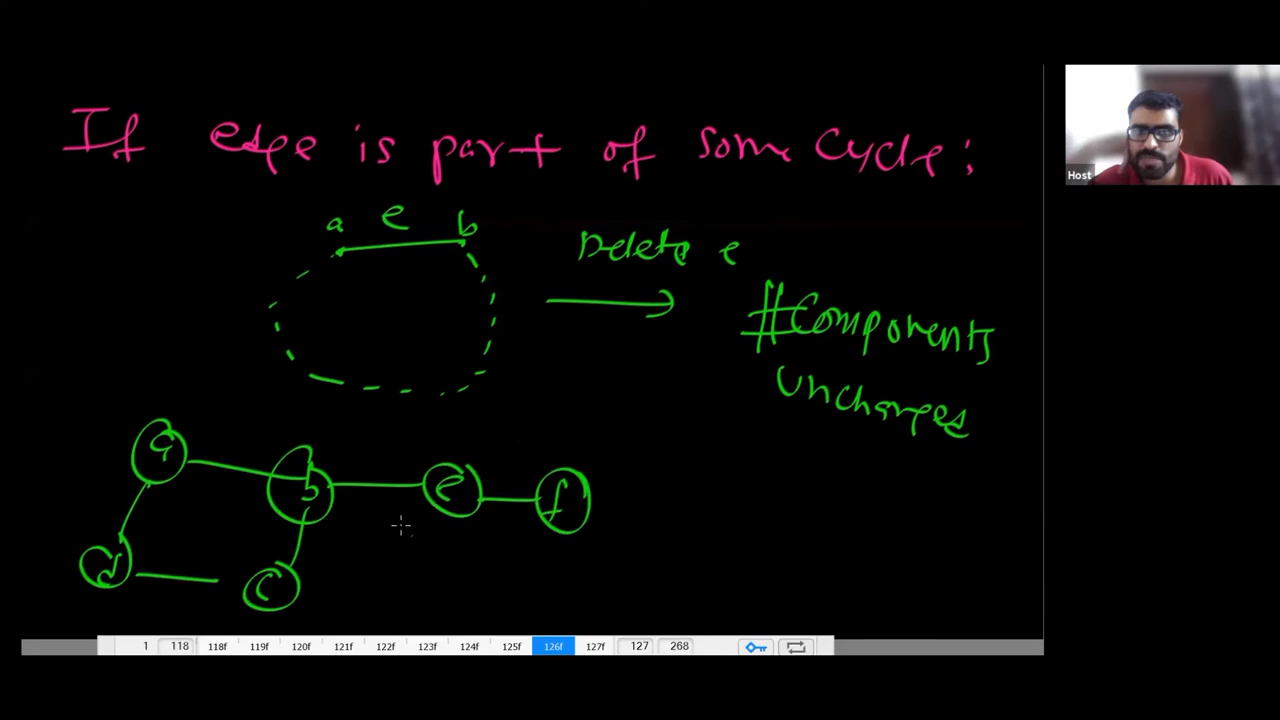 If edge is part of some cycle:
a e b
Delete e
#Components
unchanges
a b e f
d c
Host
1 118 118f 119f 120f 121f 122f 123f 124f 125f 126f 127f 127 268